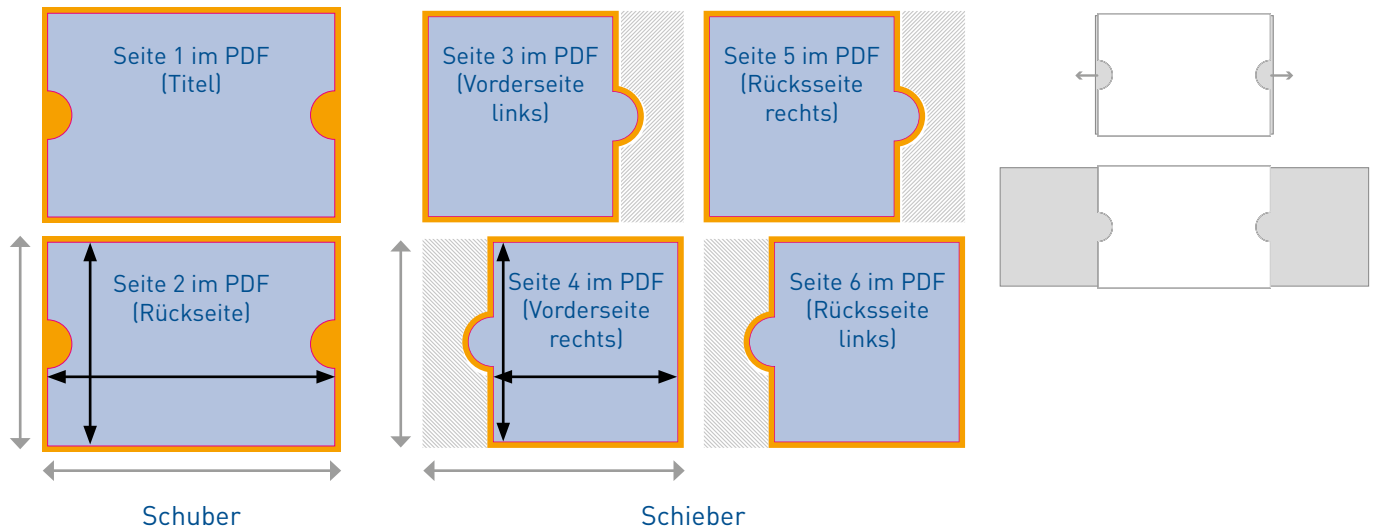 Seite 1 im PDF
(Titel)
Seite 3 im PDF
(Vorderseite
links)
Seite 5 im PDF
(Rücksseite
rechts)
Seite 2 im PDF
(Rückseite)
Seite 4 im PDF
(Vorderseite
rechts)
Seite 6 im PDF
(Rücksseite
links)
Schuber
Schieber